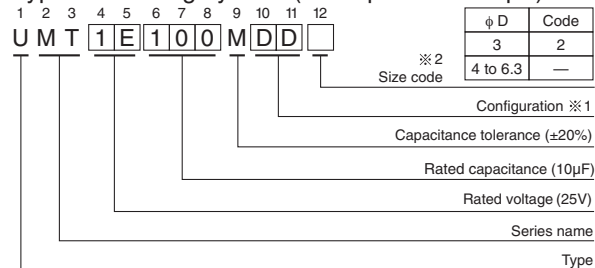 1 2 3 4 5 6 7 8 9 10 11 12
U M T 1 E 1 0 0 M D D
φ D Code
3 2
4 to 6.3 —
※2
Size code
Configuration ※1
Capacitance tolerance (±20%)
Rated capacitance (10µF)
Rated voltage (25V)
Series name
Type